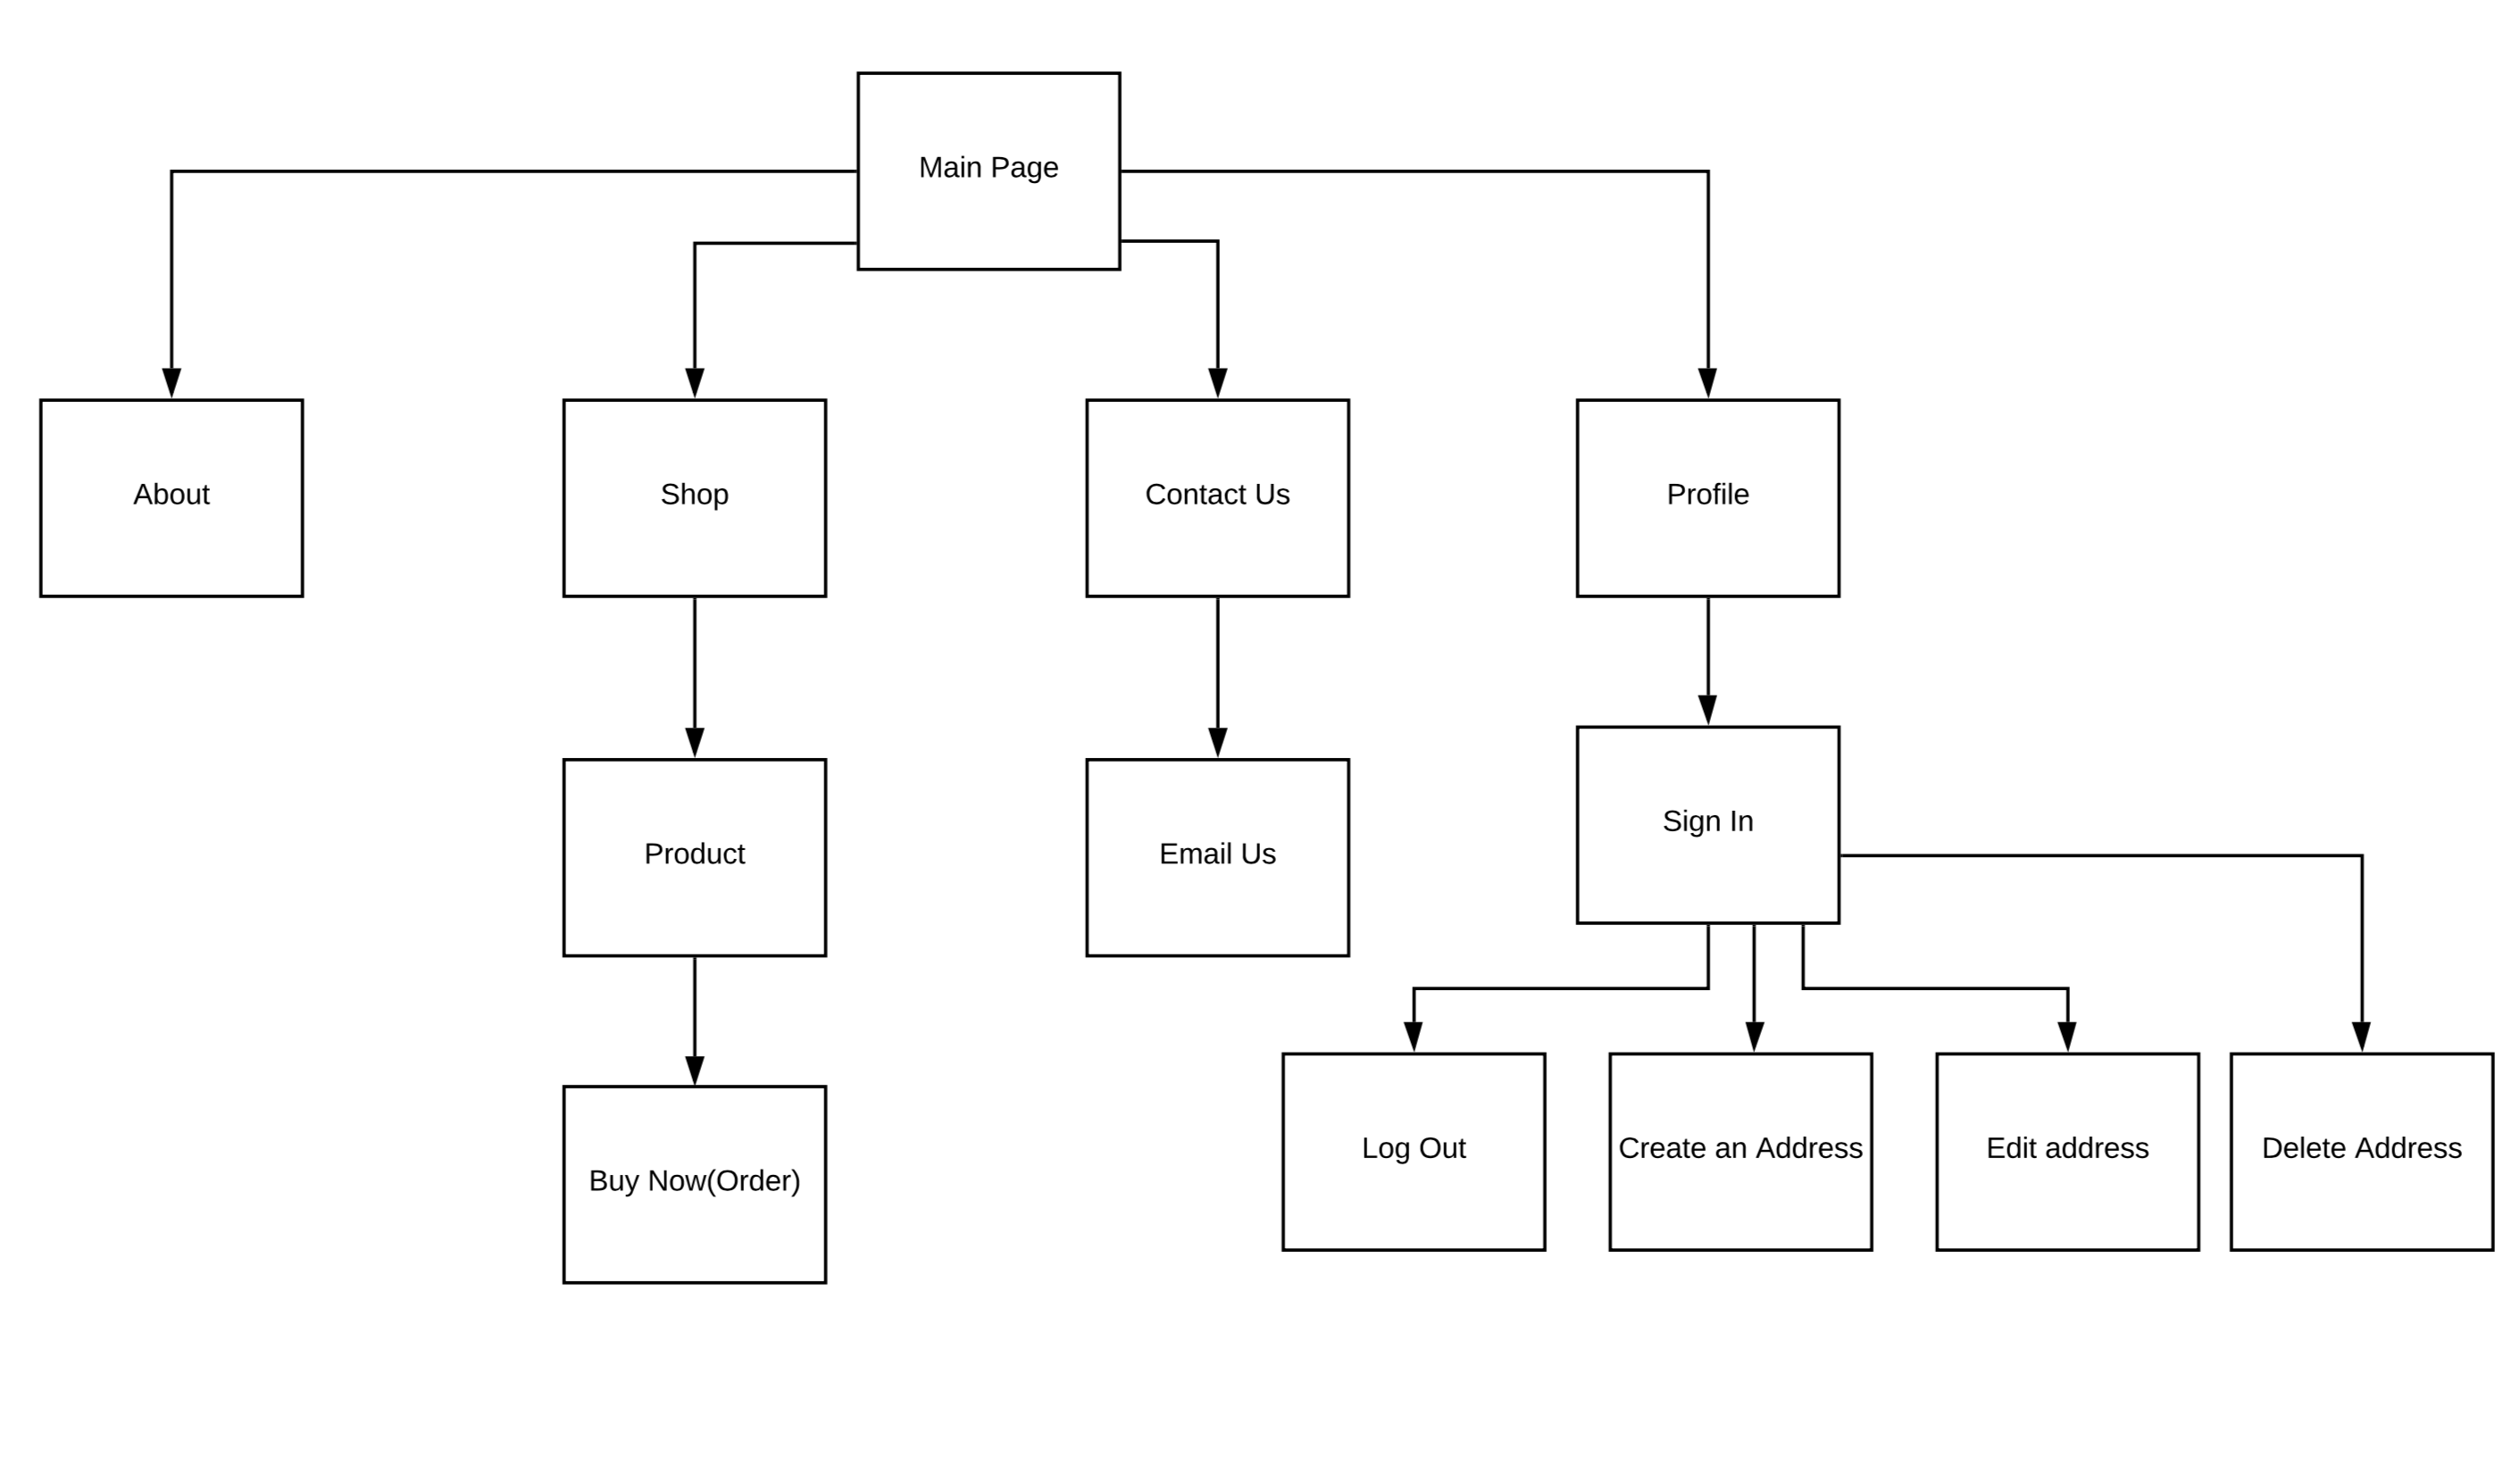 Main Page
About
Shop
Contact Us
Profile
Product
Email Us
Sign In
Buy Now(Order)
Log Out
Create an Address
Edit address
Delete Address